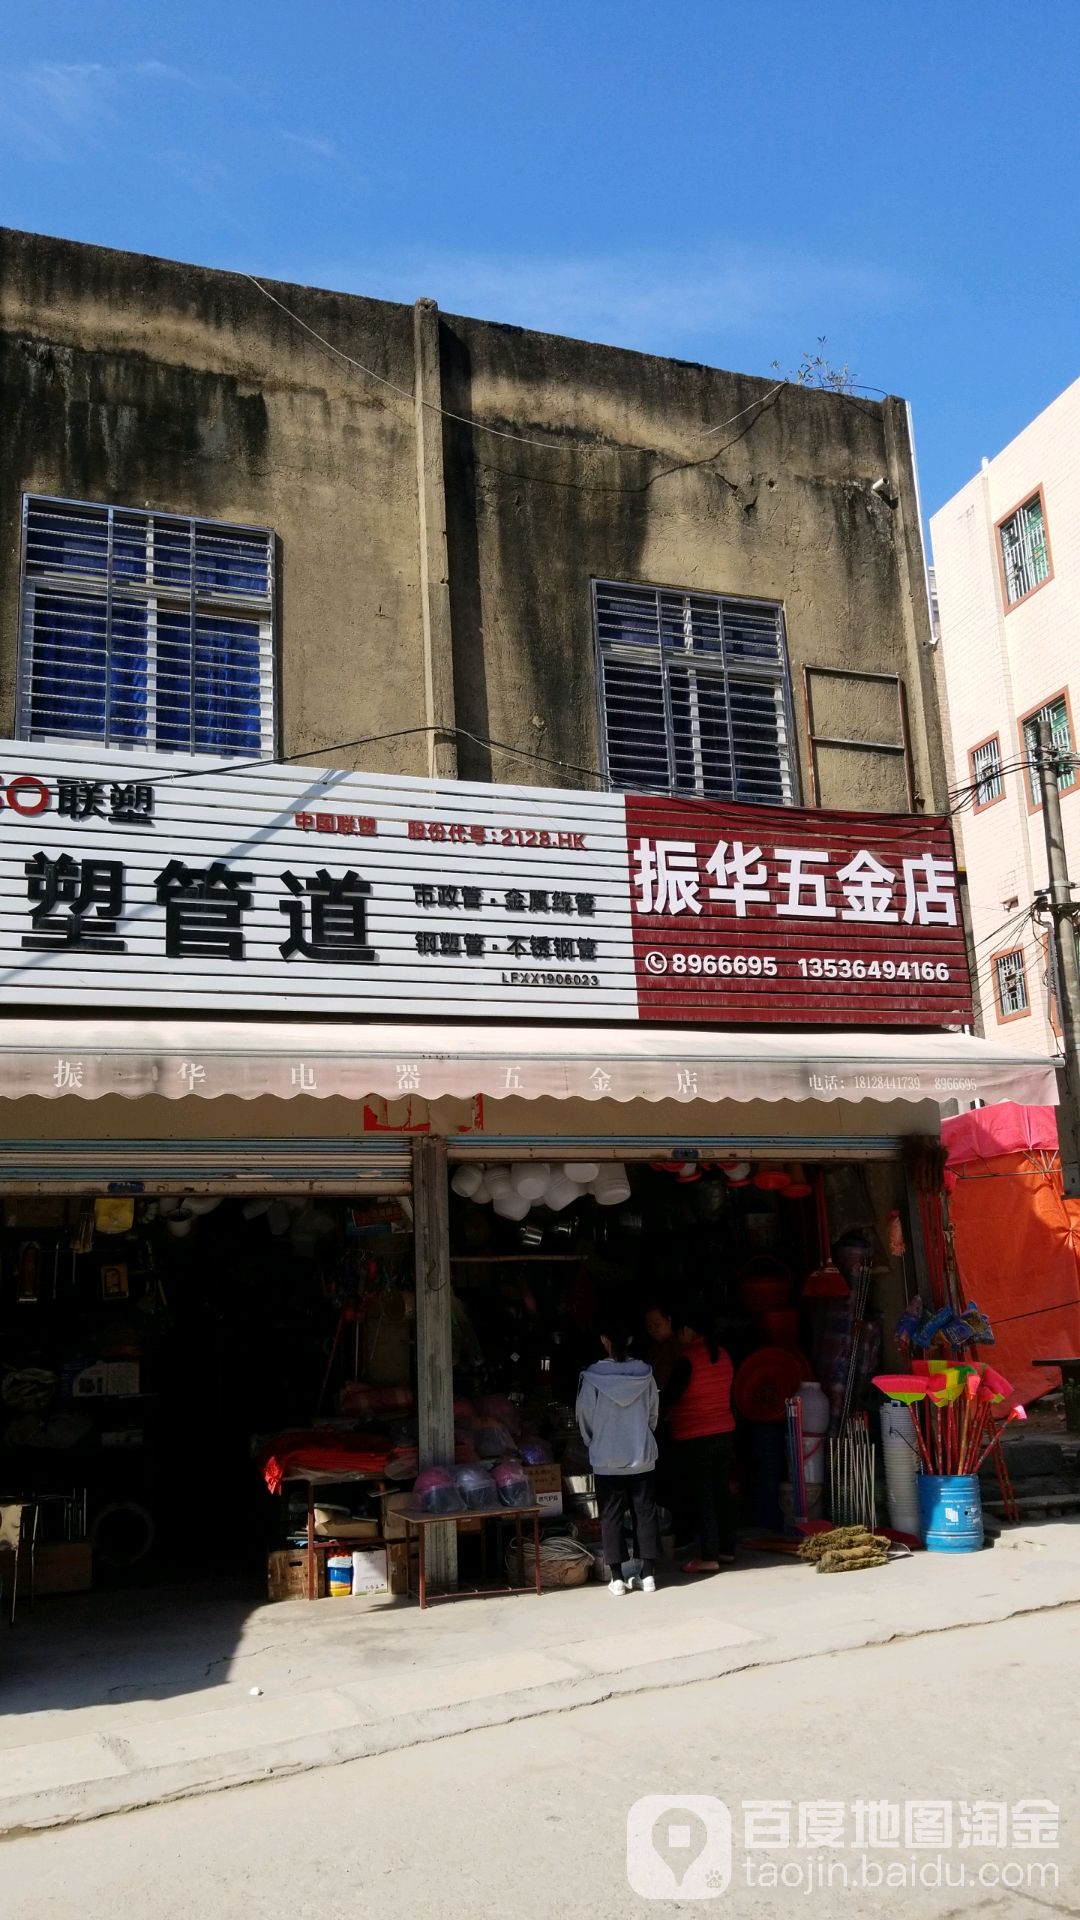 联塑
中国联塑 股份代号:2128.HK
塑管道
市政管·金属线管
钢塑管·不锈钢管
LFXX1906023
振华五金店
8966695 13536494166
振华电器五金店 电话:18128441739 8966695
百度地图淘金
taojin.baidu.com